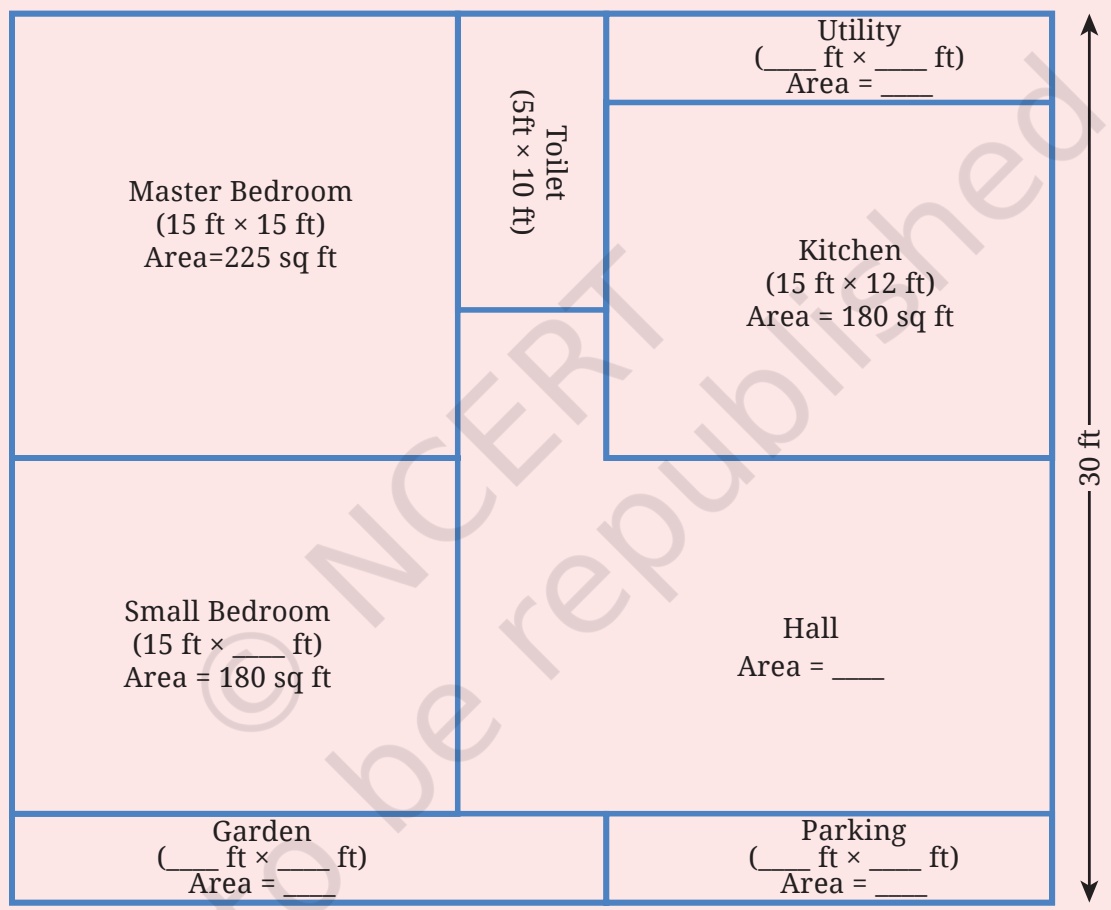 Master Bedroom
(15 ft × 15 ft)
Area=225 sq ft
Toilet
(5ft × 10 ft)
Utility
(____ ft × ____ ft)
Area = ____
Kitchen
(15 ft × 12 ft)
Area = 180 sq ft
30 ft
Small Bedroom
(15 ft × ____ ft)
Area = 180 sq ft
Hall
Area = ____
Garden
(____ ft × ____ ft)
Area = ____
Parking
(____ ft × ____ ft)
Area = ____
© NCERT
to be republished